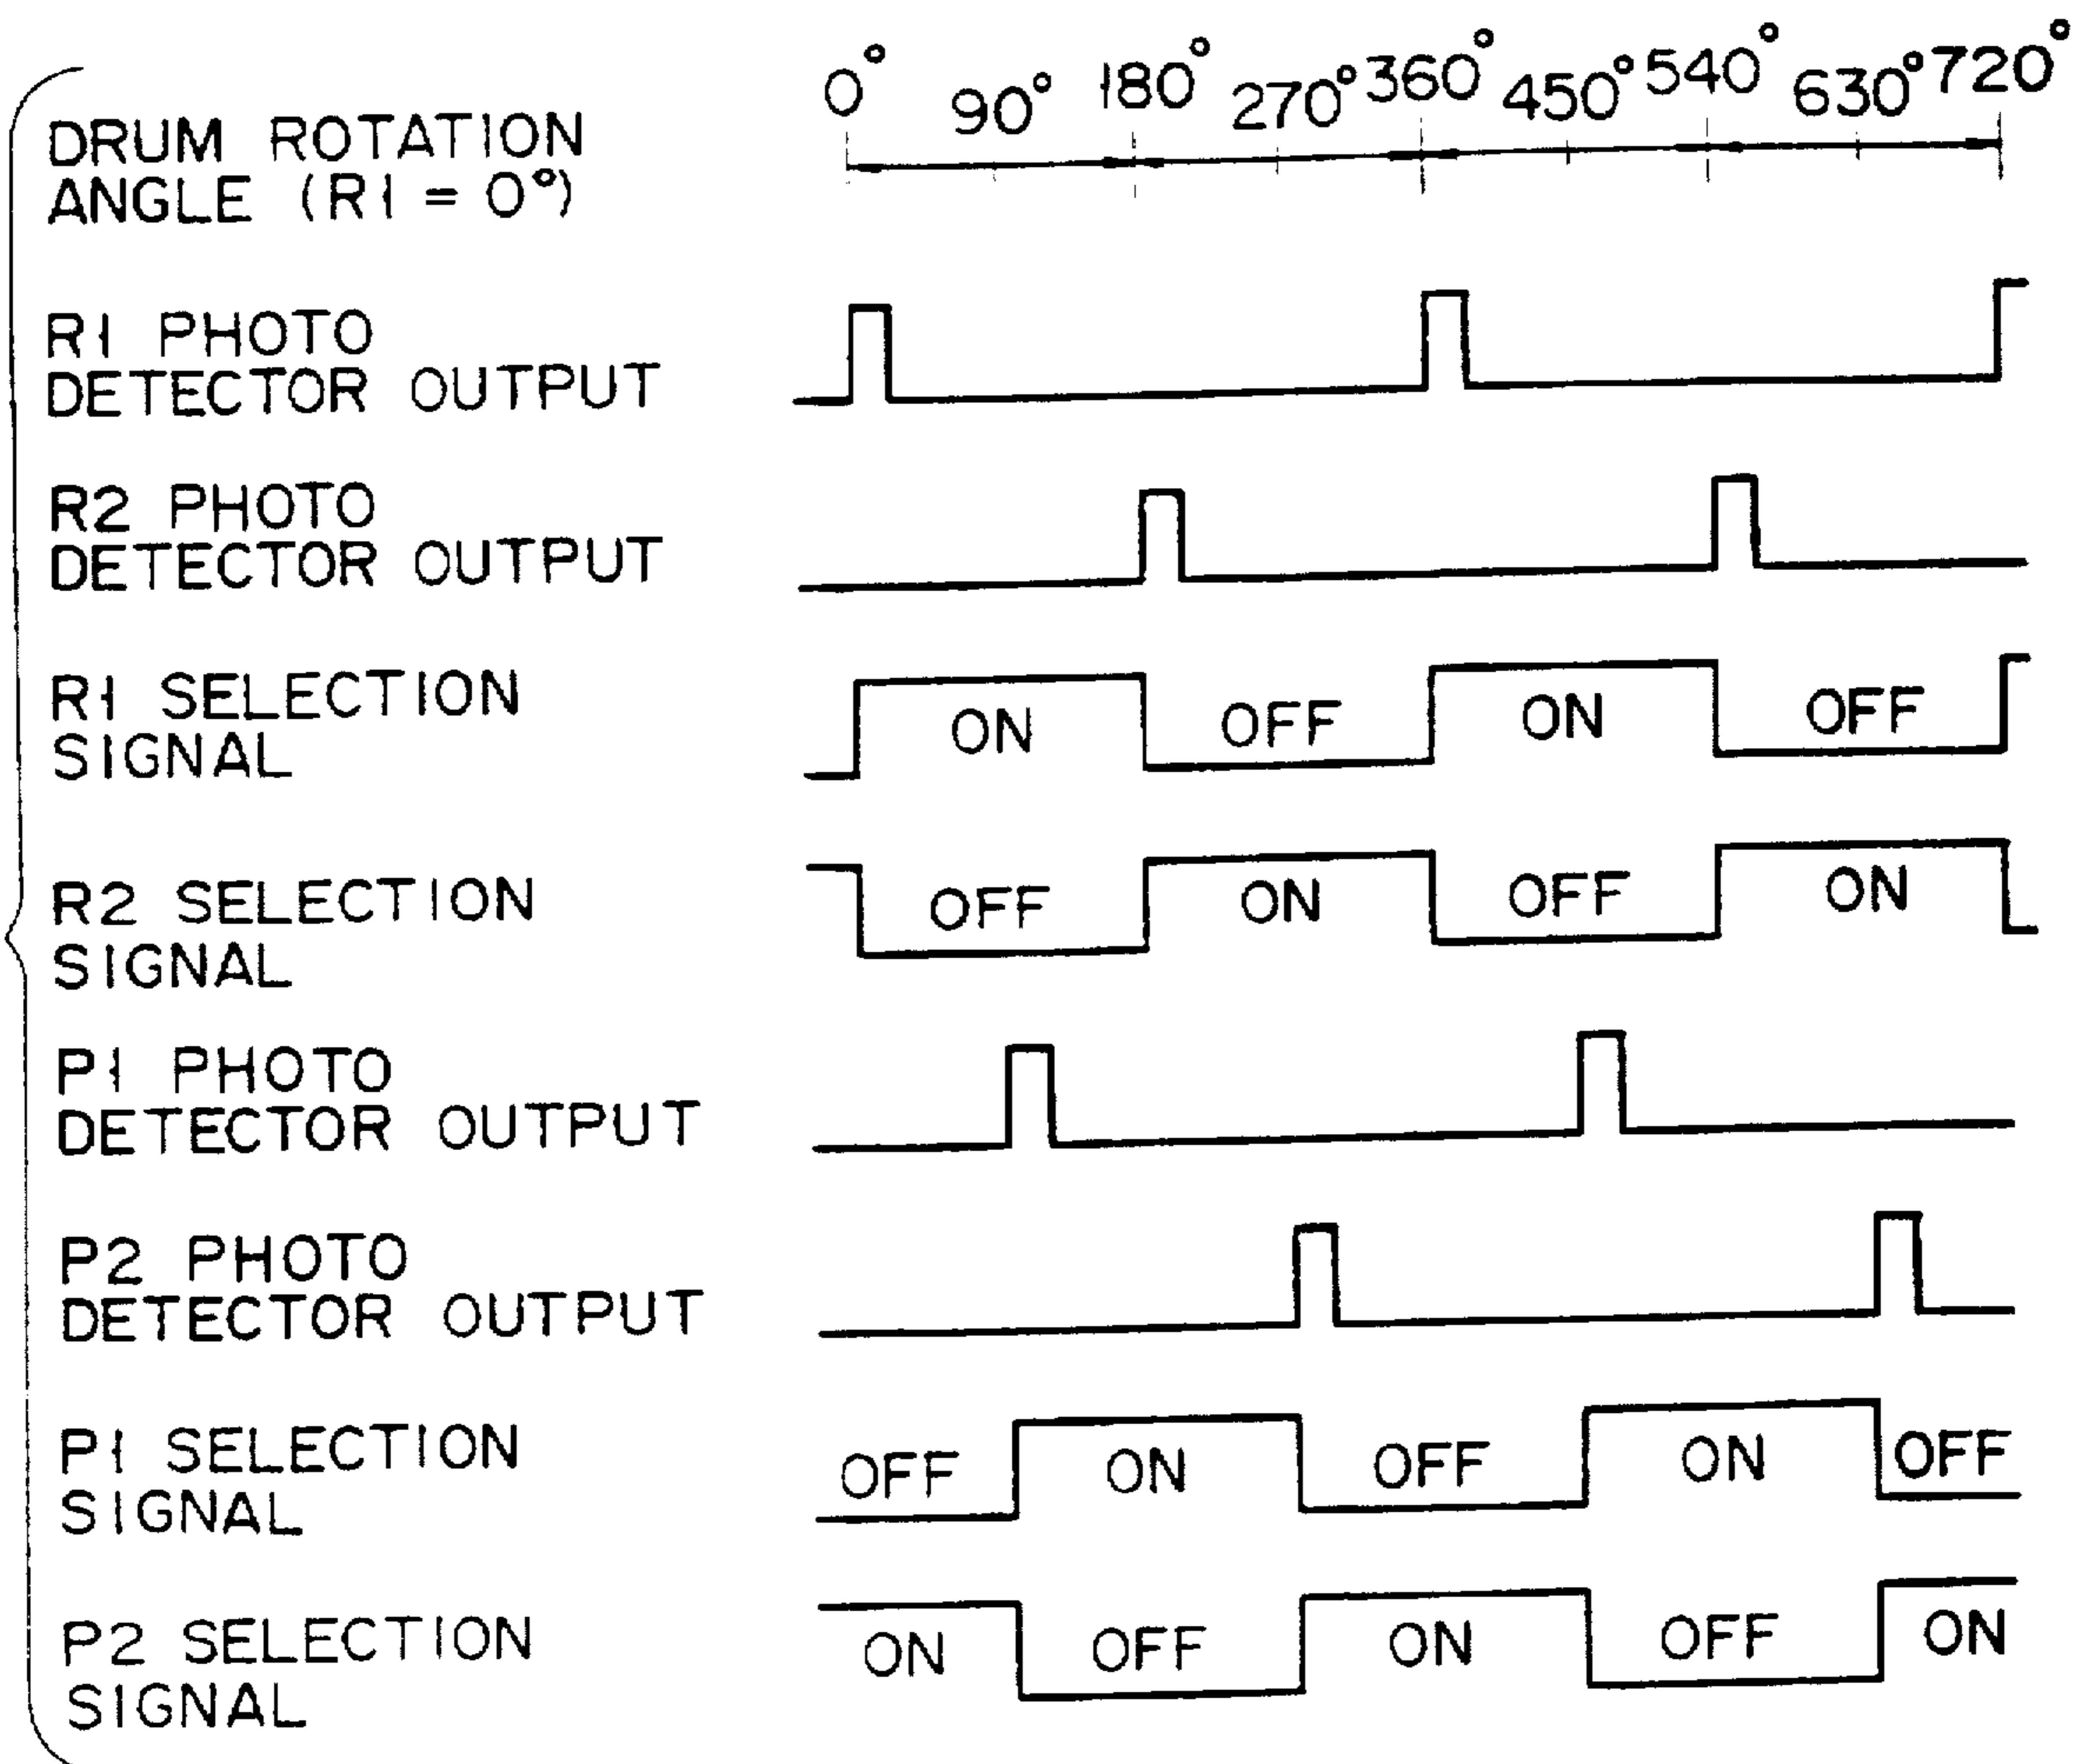 0° 90° 180° 270° 360° 450° 540° 630° 720°
DRUM ROTATION
ANGLE (R1 = 0°)
R1 PHOTO
DETECTOR OUTPUT
R2 PHOTO
DETECTOR OUTPUT
R1 SELECTION
SIGNAL
ON OFF ON OFF
R2 SELECTION
SIGNAL
OFF ON OFF ON
P1 PHOTO
DETECTOR OUTPUT
P2 PHOTO
DETECTOR OUTPUT
P1 SELECTION
SIGNAL
OFF ON OFF ON OFF
P2 SELECTION
SIGNAL
ON OFF ON OFF ON